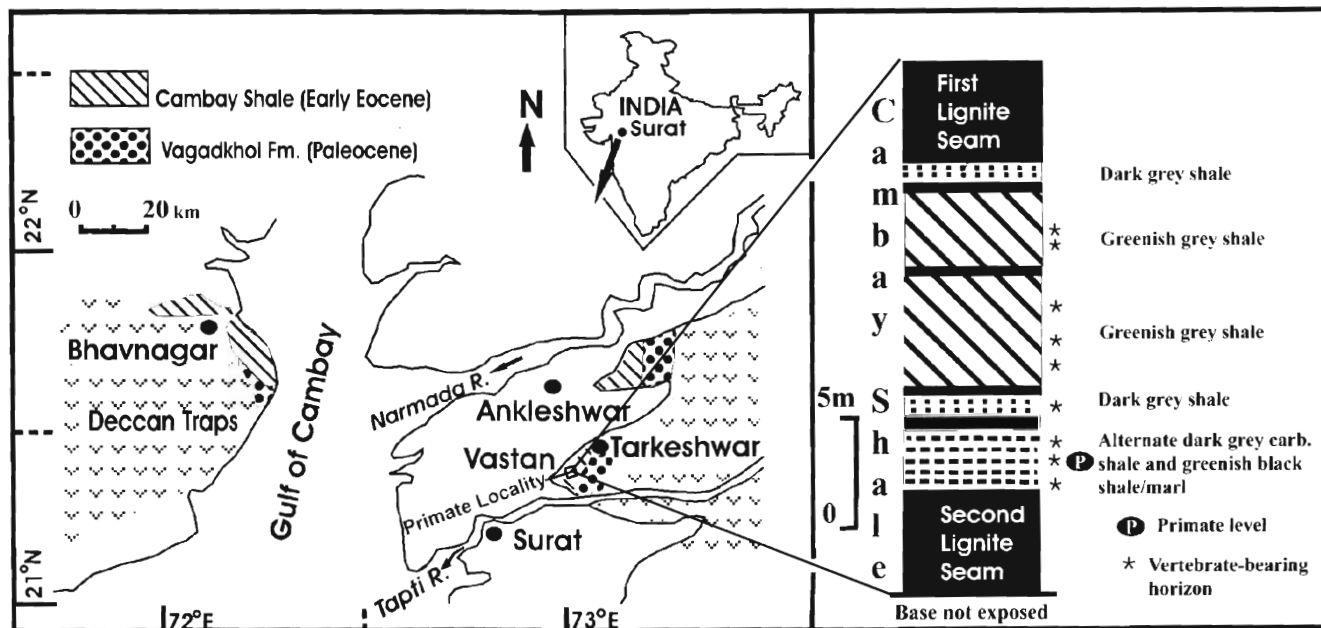 Cambay Shale (Early Eocene)
Vagadkhol Fm. (Paleocene)
0 20 km
N
INDIA
Surat
22°N
21°N
72°E
73°E
Bhavnagar
Deccan Traps
Gulf of Cambay
Narmada R.
Ankleshwar
Vastan
Tarkeshwar
Primate Locality
Surat
Tapti R.
Cambay Shale
First
Lignite
Seam
Dark grey shale
Greenish grey shale
* *
Greenish grey shale
* * *
Dark grey shale
*
5m
0
Alternate dark grey carb.
shale and greenish black
shale/marl
* * *
P
Second
Lignite
Seam
P Primate level
* Vertebrate-bearing
horizon
Base not exposed